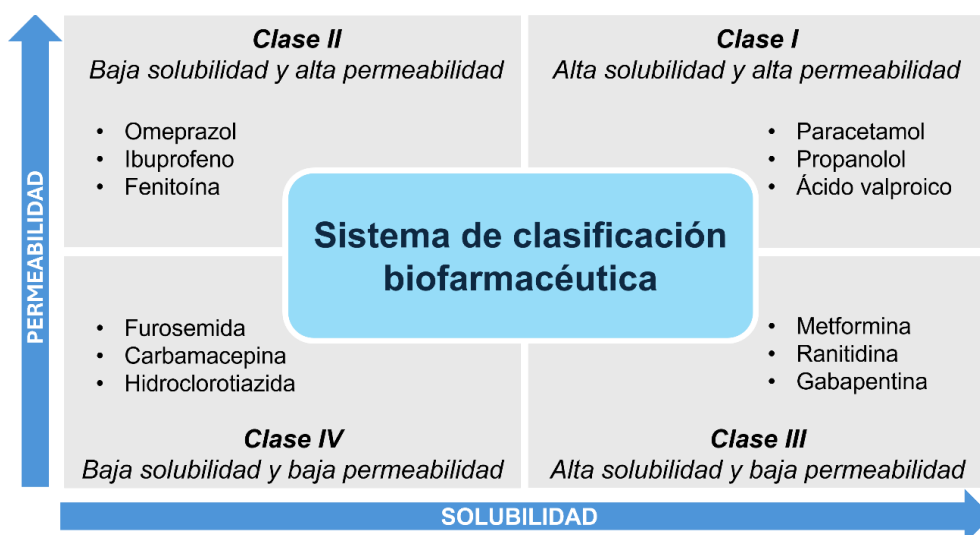 Clase II
Baja solubilidad y alta permeabilidad
• Omeprazol
• Ibuprofeno
• Fenitoína
Clase I
Alta solubilidad y alta permeabilidad
• Paracetamol
• Propanolol
• Ácido valproico
PERMEABILIDAD
Sistema de clasificación
biofarmacéutica
• Furosemida
• Carbamacepina
• Hidroclorotiazida
Clase IV
Baja solubilidad y baja permeabilidad
• Metformina
• Ranitidina
• Gabapentina
Clase III
Alta solubilidad y baja permeabilidad
SOLUBILIDAD